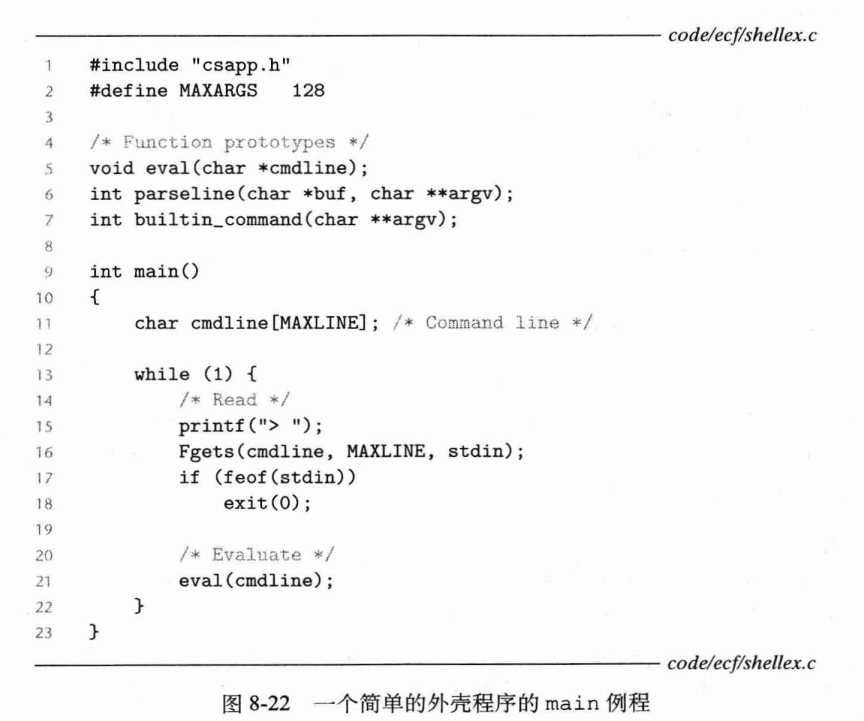 code/ecf/shellex.c
1 #include "csapp.h"
2 #define MAXARGS   128
3
4 /* Function prototypes */
5 void eval(char *cmdline);
6 int parseline(char *buf, char **argv);
7 int builtin_command(char **argv);
8
9 int main()
10 {
11     char cmdline[MAXLINE]; /* Command line */
12
13     while (1) {
14         /* Read */
15         printf("> ");
16         Fgets(cmdline, MAXLINE, stdin);
17         if (feof(stdin))
18             exit(0);
19
20         /* Evaluate */
21         eval(cmdline);
22     }
23 }
code/ecf/shellex.c
图 8-22 一个简单的外壳程序的 main 例程